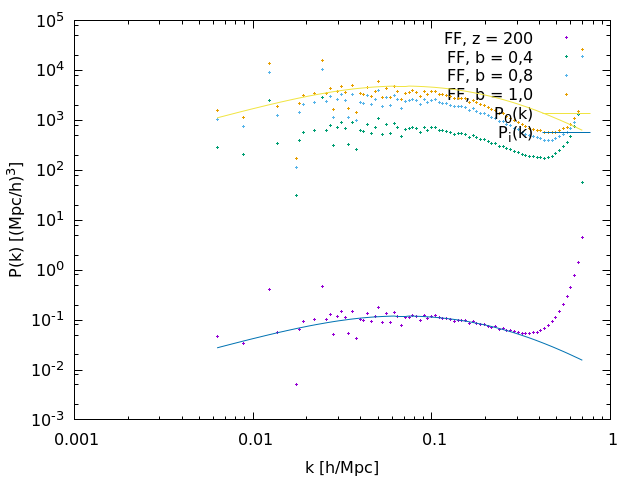 10^5
10^4
10^3
10^2
10^1
10^0
10^-1
10^-2
10^-3
P(k) [(Mpc/h)^3]
FF, z = 200
FF, b = 0,4
FF, b = 0,8
FF, b = 1,0
P_0(k)
P_i(k)
0.001 0.01 0.1 1
k [h/Mpc]